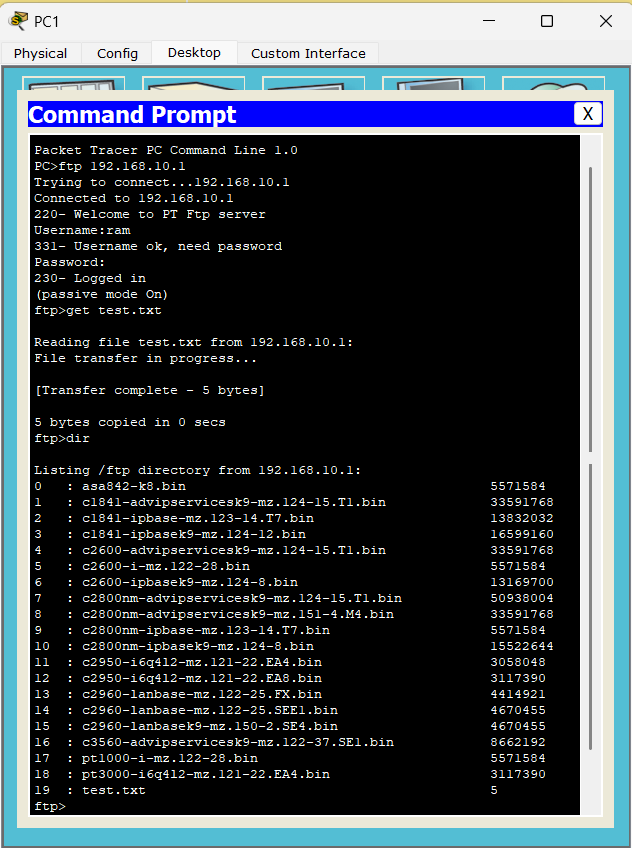 PC1
Physical Config Desktop Custom Interface
Command Prompt X
Packet Tracer PC Command Line 1.0
PC>ftp 192.168.10.1
Trying to connect...192.168.10.1
Connected to 192.168.10.1
220- Welcome to PT Ftp server
Username:ram
331- Username ok, need password
Password:
230- Logged in
(passive mode On)
ftp>get test.txt
Reading file test.txt from 192.168.10.1:
File transfer in progress...
[Transfer complete - 5 bytes]
5 bytes copied in 0 secs
ftp>dir
Listing /ftp directory from 192.168.10.1:
0 : asa842-k8.bin 5571584
1 : c1841-advipservicesk9-mz.124-15.T1.bin 33591768
2 : c1841-ipbase-mz.123-14.T7.bin 13832032
3 : c1841-ipbasek9-mz.124-12.bin 16599160
4 : c2600-advipservicesk9-mz.124-15.T1.bin 33591768
5 : c2600-i-mz.122-28.bin 5571584
6 : c2600-ipbasek9-mz.124-8.bin 13169700
7 : c2800nm-advipservicesk9-mz.124-15.T1.bin 50938004
8 : c2800nm-advipservicesk9-mz.151-4.M4.bin 33591768
9 : c2800nm-ipbase-mz.123-14.T7.bin 5571584
10 : c2800nm-ipbasek9-mz.124-8.bin 15522644
11 : c2950-i6q4l2-mz.121-22.EA4.bin 3058048
12 : c2950-i6q4l2-mz.121-22.EA8.bin 3117390
13 : c2960-lanbase-mz.122-25.FX.bin 4414921
14 : c2960-lanbase-mz.122-25.SEE1.bin 4670455
15 : c2960-lanbasek9-mz.150-2.SE4.bin 4670455
16 : c3560-advipservicesk9-mz.122-37.SE1.bin 8662192
17 : pt1000-i-mz.122-28.bin 5571584
18 : pt3000-i6q4l2-mz.121-22.EA4.bin 3117390
19 : test.txt 5
ftp>